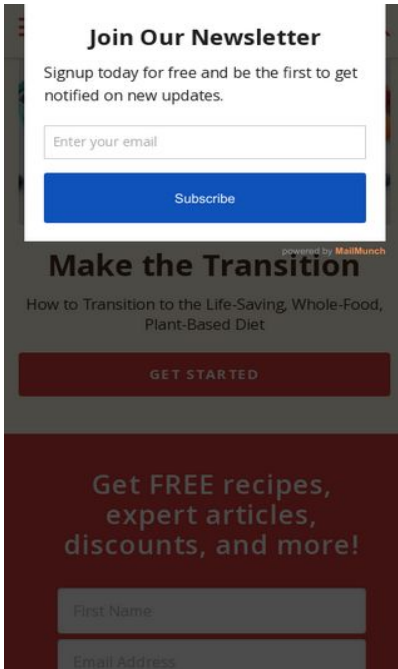 Join Our Newsletter
Signup today for free and be the first to get
notified on new updates.
Enter your email
Subscribe
powered by MailMunch
Make the Transition
How to Transition to the Life-Saving, Whole-Food,
Plant-Based Diet
GET STARTED
Get FREE recipes,
expert articles,
discounts, and more!
First Name
Email Address